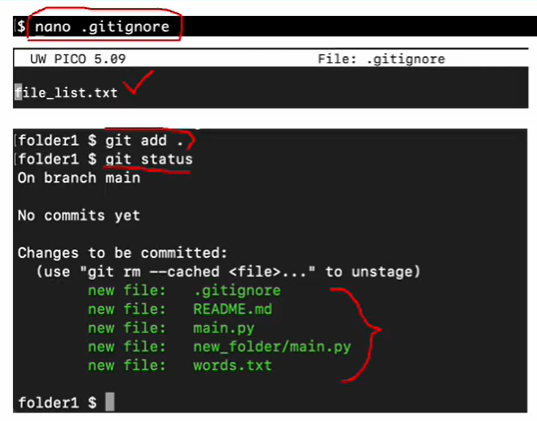 [$ nano .gitignore
UW PICO 5.09 File: .gitignore
file_list.txt
[folder1 $ git add .
[folder1 $ git status
On branch main
No commits yet
Changes to be committed:
(use "git rm --cached <file>..." to unstage)
new file: .gitignore
new file: README.md
new file: main.py
new file: new_folder/main.py
new file: words.txt
folder1 $